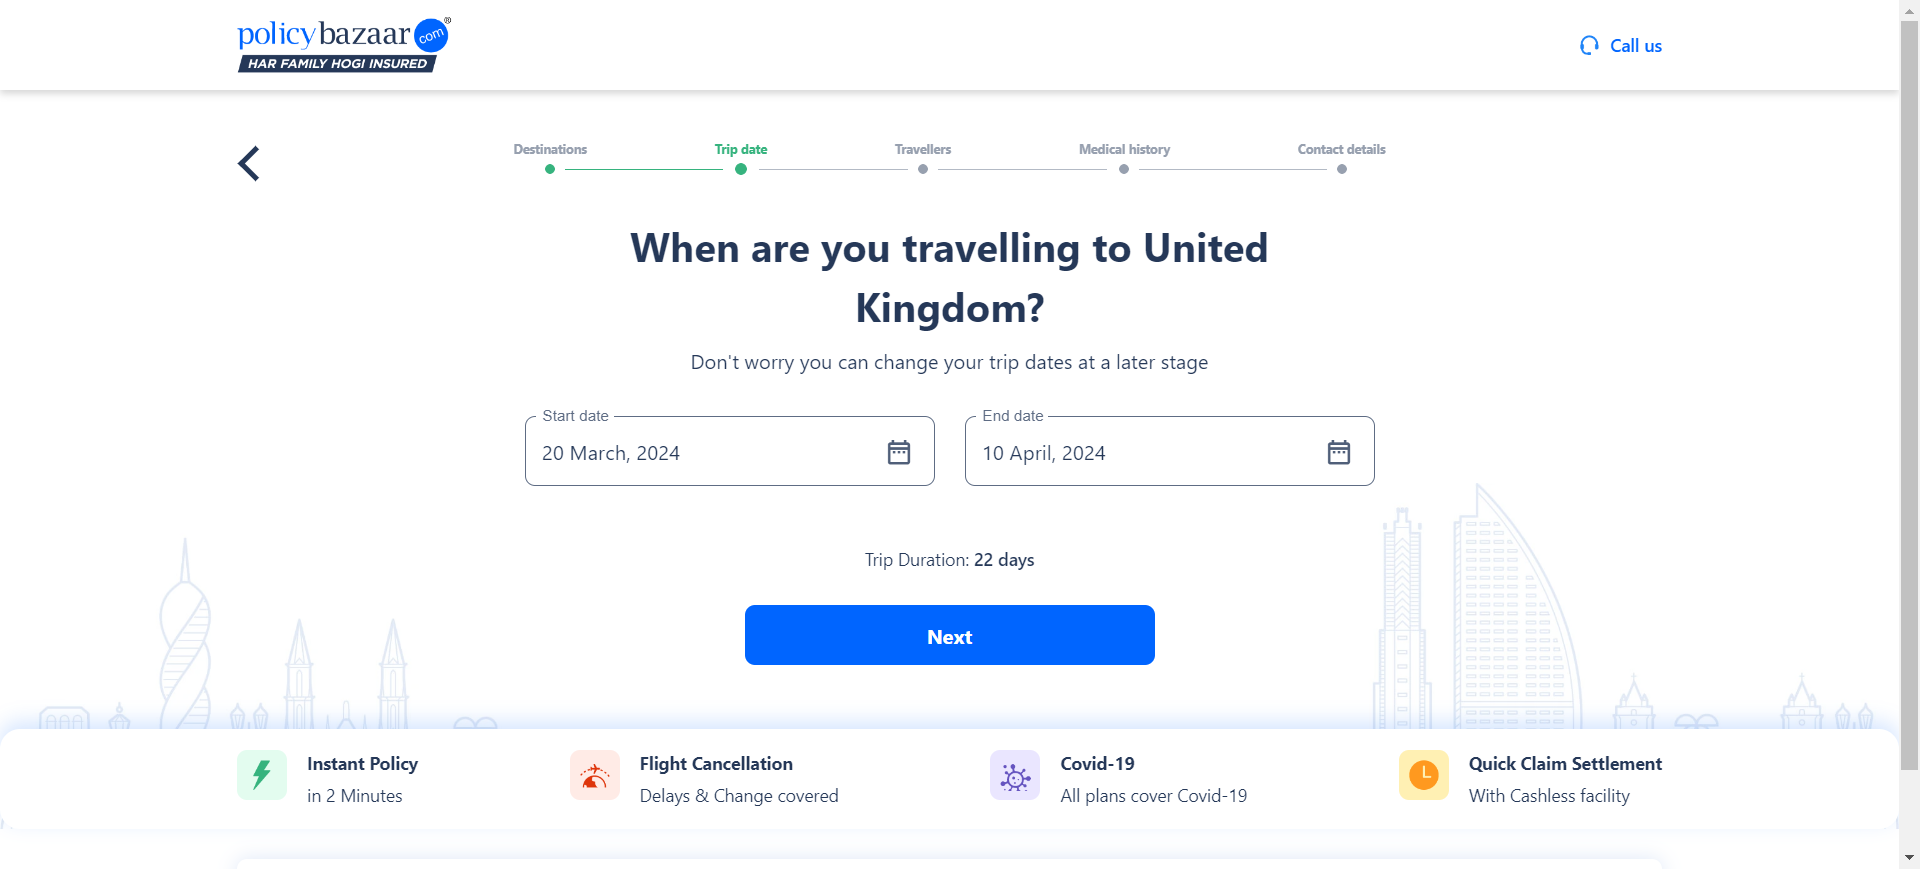 policybazaar com ®
HAR FAMILY HOGI INSURED
Call us
Destinations
Trip date
Travellers
Medical history
Contact details
When are you travelling to United
Kingdom?
Don't worry you can change your trip dates at a later stage
Start date
20 March, 2024
End date
10 April, 2024
Trip Duration: 22 days
Next
Instant Policy
in 2 Minutes
Flight Cancellation
Delays & Change covered
Covid-19
All plans cover Covid-19
Quick Claim Settlement
With Cashless facility